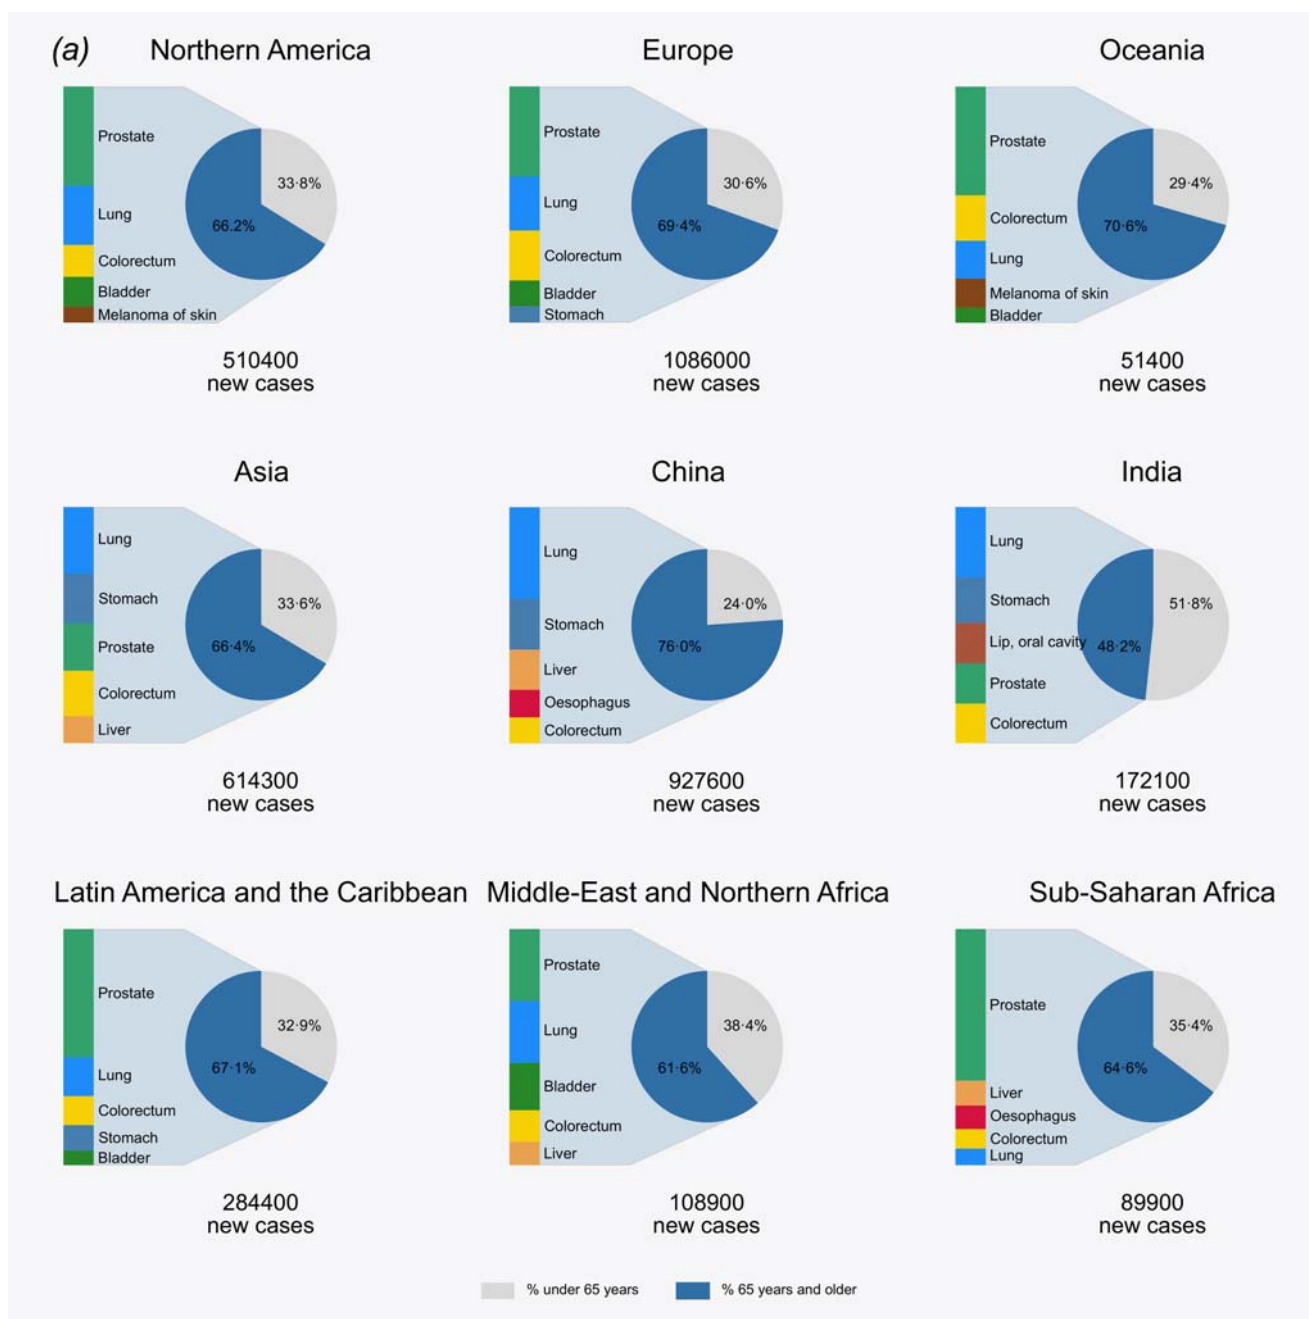 (a)
Northern America
Prostate
Lung
Colorectum
Bladder
Melanoma of skin
33·8%
66.2%
510400
new cases
Europe
Prostate
Lung
Colorectum
Bladder
Stomach
30·6%
69·4%
1086000
new cases
Oceania
Prostate
Colorectum
Lung
Melanoma of skin
Bladder
29·4%
70·6%
51400
new cases
Asia
Lung
Stomach
Prostate
Colorectum
Liver
33·6%
66·4%
614300
new cases
China
Lung
Stomach
Liver
Oesophagus
Colorectum
24·0%
76·0%
927600
new cases
India
Lung
Stomach
Lip, oral cavity
Prostate
Colorectum
51·8%
48·2%
172100
new cases
Latin America and the Caribbean
Prostate
Lung
Colorectum
Stomach
Bladder
32·9%
67·1%
284400
new cases
Middle-East and Northern Africa
Prostate
Lung
Bladder
Colorectum
Liver
38·4%
61·6%
108900
new cases
Sub-Saharan Africa
Prostate
Liver
Oesophagus
Colorectum
Lung
35·4%
64·6%
89900
new cases
% under 65 years
% 65 years and older